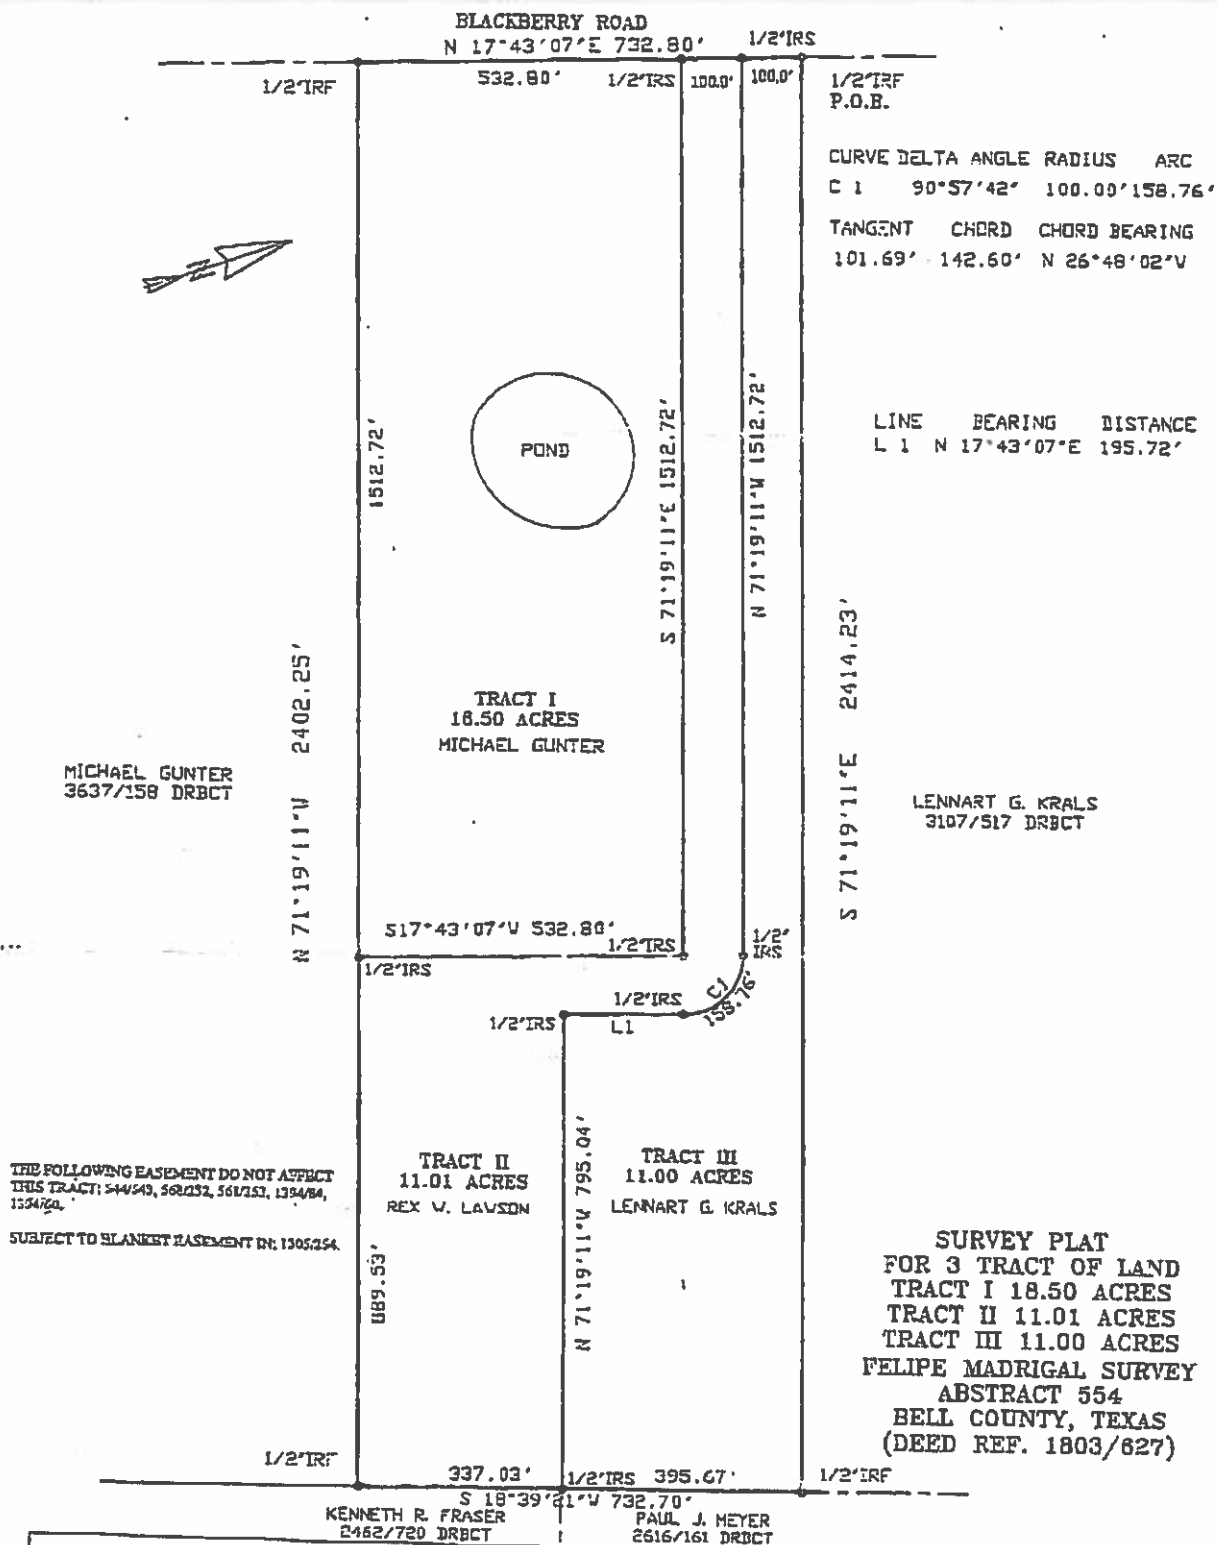 BLACKBERRY ROAD
N 17°43'07"E 732.80'
1/2"IRS
1/2"IRF
532.80'
1/2"IRS
100.0'
100.0'
1/2"IRF
P.O.B.
CURVE DELTA ANGLE RADIUS ARC
C 1 90°57'42" 100.00' 158.76'
TANGENT CHORD CHORD BEARING
101.69' 142.60' N 26°48'02"W
LINE BEARING DISTANCE
L 1 N 17°43'07"E 195.72'
POND
1512.72'
S 71°19'11"E 1512.72'
N 71°19'11"W 1512.72'
N 71°19'11"W 2402.25'
S 71°19'11"E 2414.23'
TRACT I
18.50 ACRES
MICHAEL GUNTER
MICHAEL GUNTER
3637/158 DRBCT
LENNART G. KRALS
3107/517 DRBCT
S17°43'07"W 532.80'
1/2"IRS
1/2"IRS
1/2"
IRS
1/2"IRS
1/2"IRS
L1
C1
158.76'
TRACT II
11.01 ACRES
REX W. LAWSON
TRACT III
11.00 ACRES
LENNART G. KRALS
N 71°19'11"W 795.04'
889.53'
THE FOLLOWING EASEMENT DO NOT AFFECT
THIS TRACT:
SUBJECT TO BLANKET EASEMENT IN: 1305/254.
SURVEY PLAT
FOR 3 TRACT OF LAND
TRACT I 18.50 ACRES
TRACT II 11.01 ACRES
TRACT III 11.00 ACRES
FELIPE MADRIGAL SURVEY
ABSTRACT 554
BELL COUNTY, TEXAS
(DEED REF. 1803/627)
1/2"IRF
337.03'
1/2"IRS
395.67'
1/2"IRF
S 18°39'21"W 732.70'
KENNETH R. FRASER
2462/720 DRBCT
PAUL J. MEYER
2616/161 DRBCT